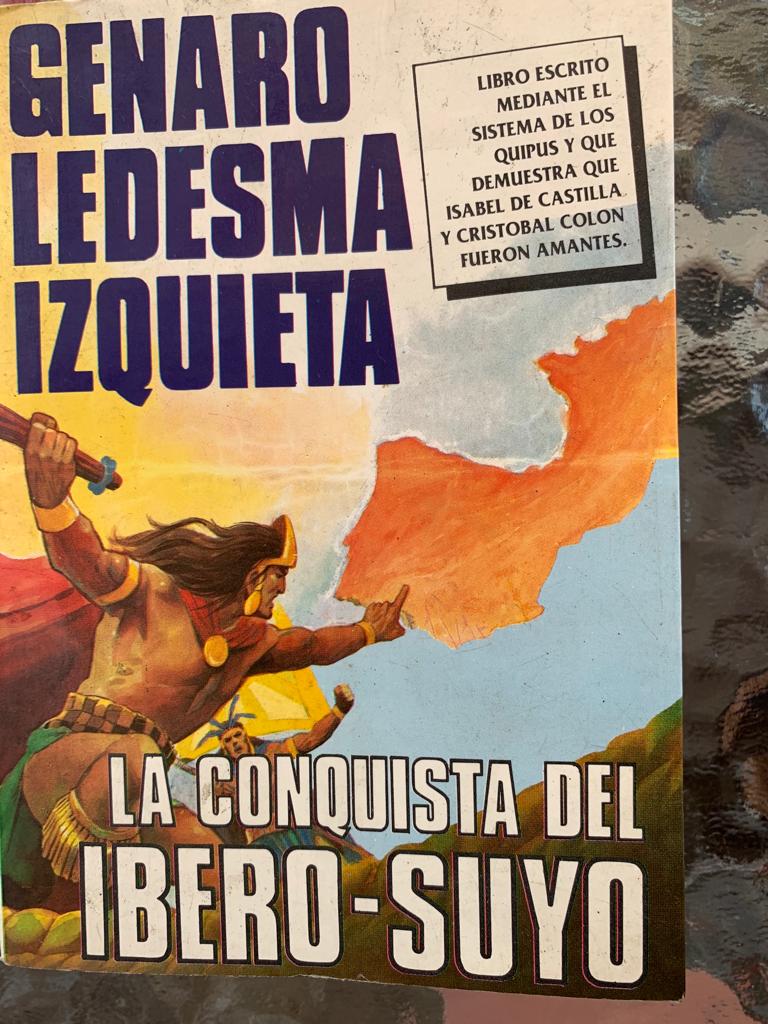 GENARO
LEDESMA
IZQUIETA
LIBRO ESCRITO
MEDIANTE EL
SISTEMA DE LOS
QUIPUS Y QUE
DEMUESTRA QUE
ISABEL DE CASTILLA
Y CRISTOBAL COLON
FUERON AMANTES.
LA CONQUISTA DEL
IBERO-SUYO